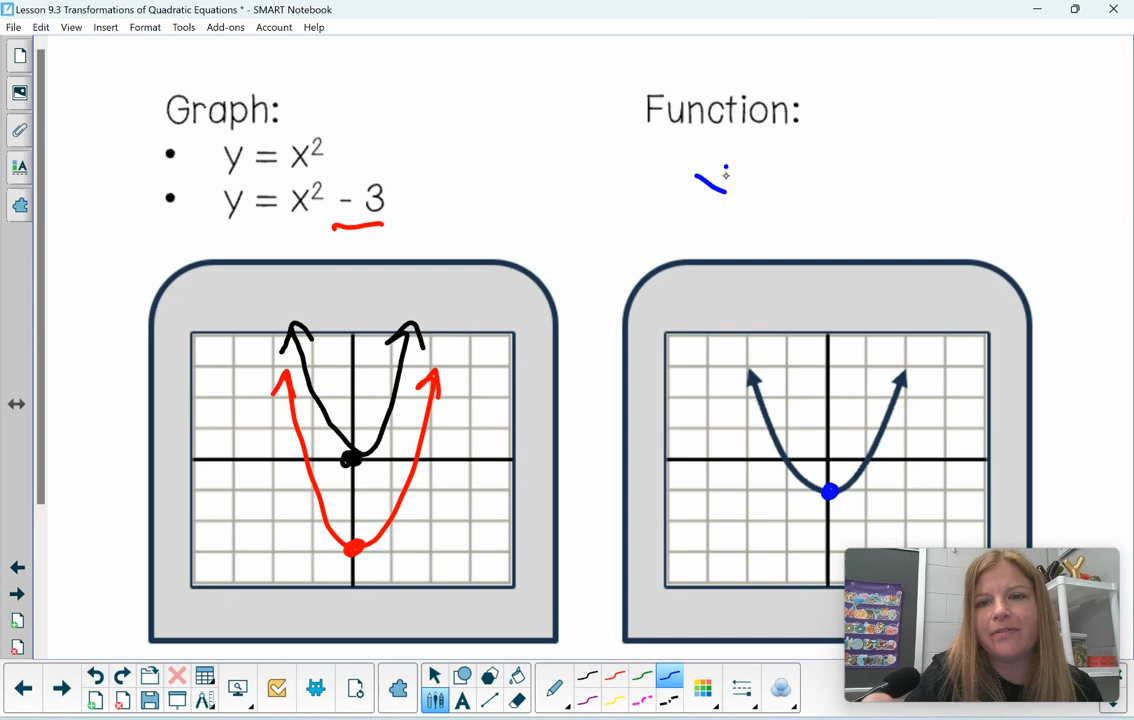 Lesson 9.3 Transformations of Quadratic Equations * - SMART Notebook
File Edit View Insert Format Tools Add-ons Account Help
Graph:
• y = x²
• y = x² - 3
Function: